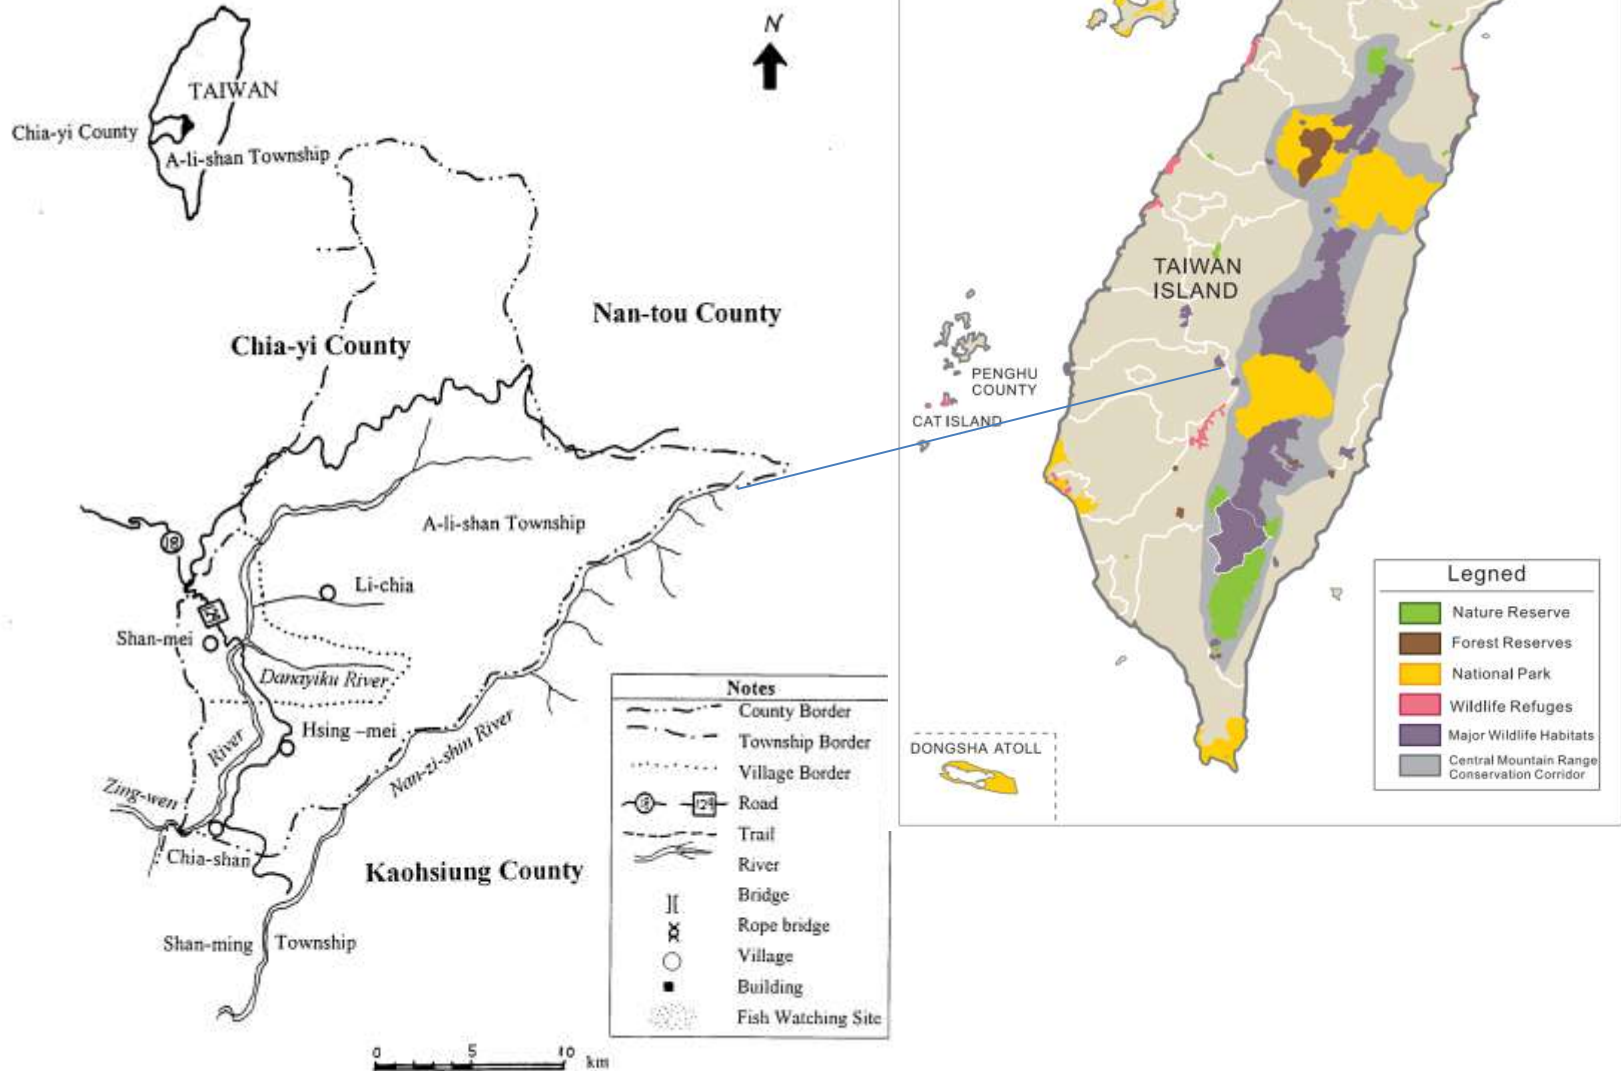 N
TAIWAN
Chia-yi County
A-li-shan Township
Nan-tou County
Chia-yi County
A-li-shan Township
18
Li-chia
Shan-mei
Danayiku River
Hsing –mei
River
Nan-zi-shin River
Zing-wen
Chia-shan
Kaohsiung County
Shan-ming Township
Notes
County Border
Township Border
Village Border
18
129
Road
Trail
River
Bridge
Rope bridge
Village
Building
Fish Watching Site
0 5 10 km
TAIWAN
ISLAND
PENGHU
COUNTY
CAT ISLAND
DONGSHA ATOLL
Legned
Nature Reserve
Forest Reserves
National Park
Wildlife Refuges
Major Wildlife Habitats
Central Mountain Range
Conservation Corridor